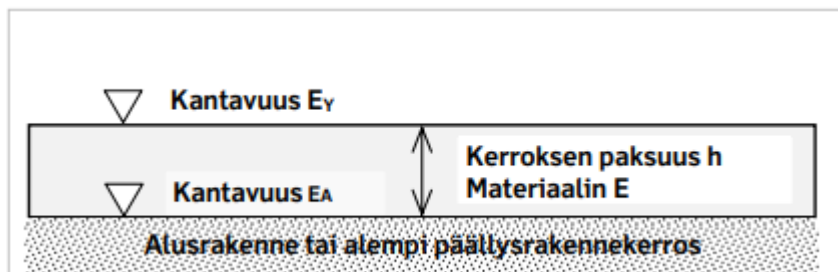 Kantavuus EY
Kerroksen paksuus h
Materiaalin E
Kantavuus EA
Alusrakenne tai alempi päällysrakennekerros